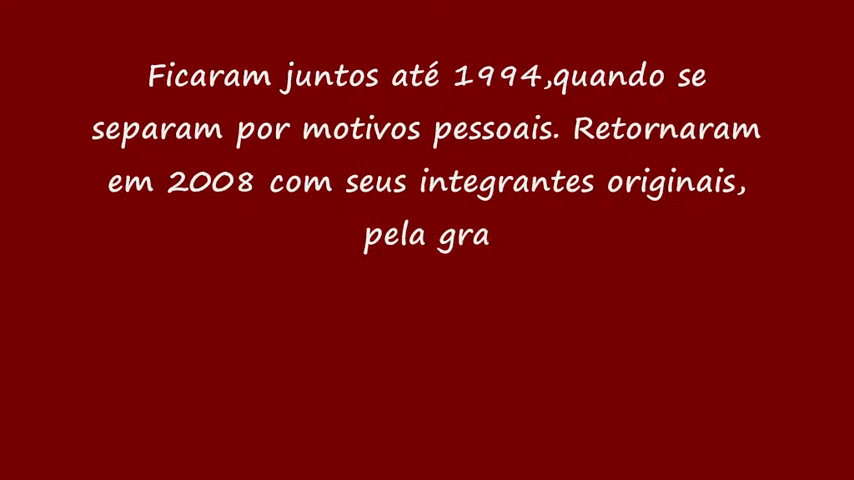 Ficaram juntos até 1994,quando se
separam por motivos pessoais. Retornaram
em 2008 com seus integrantes originais,
pela gra